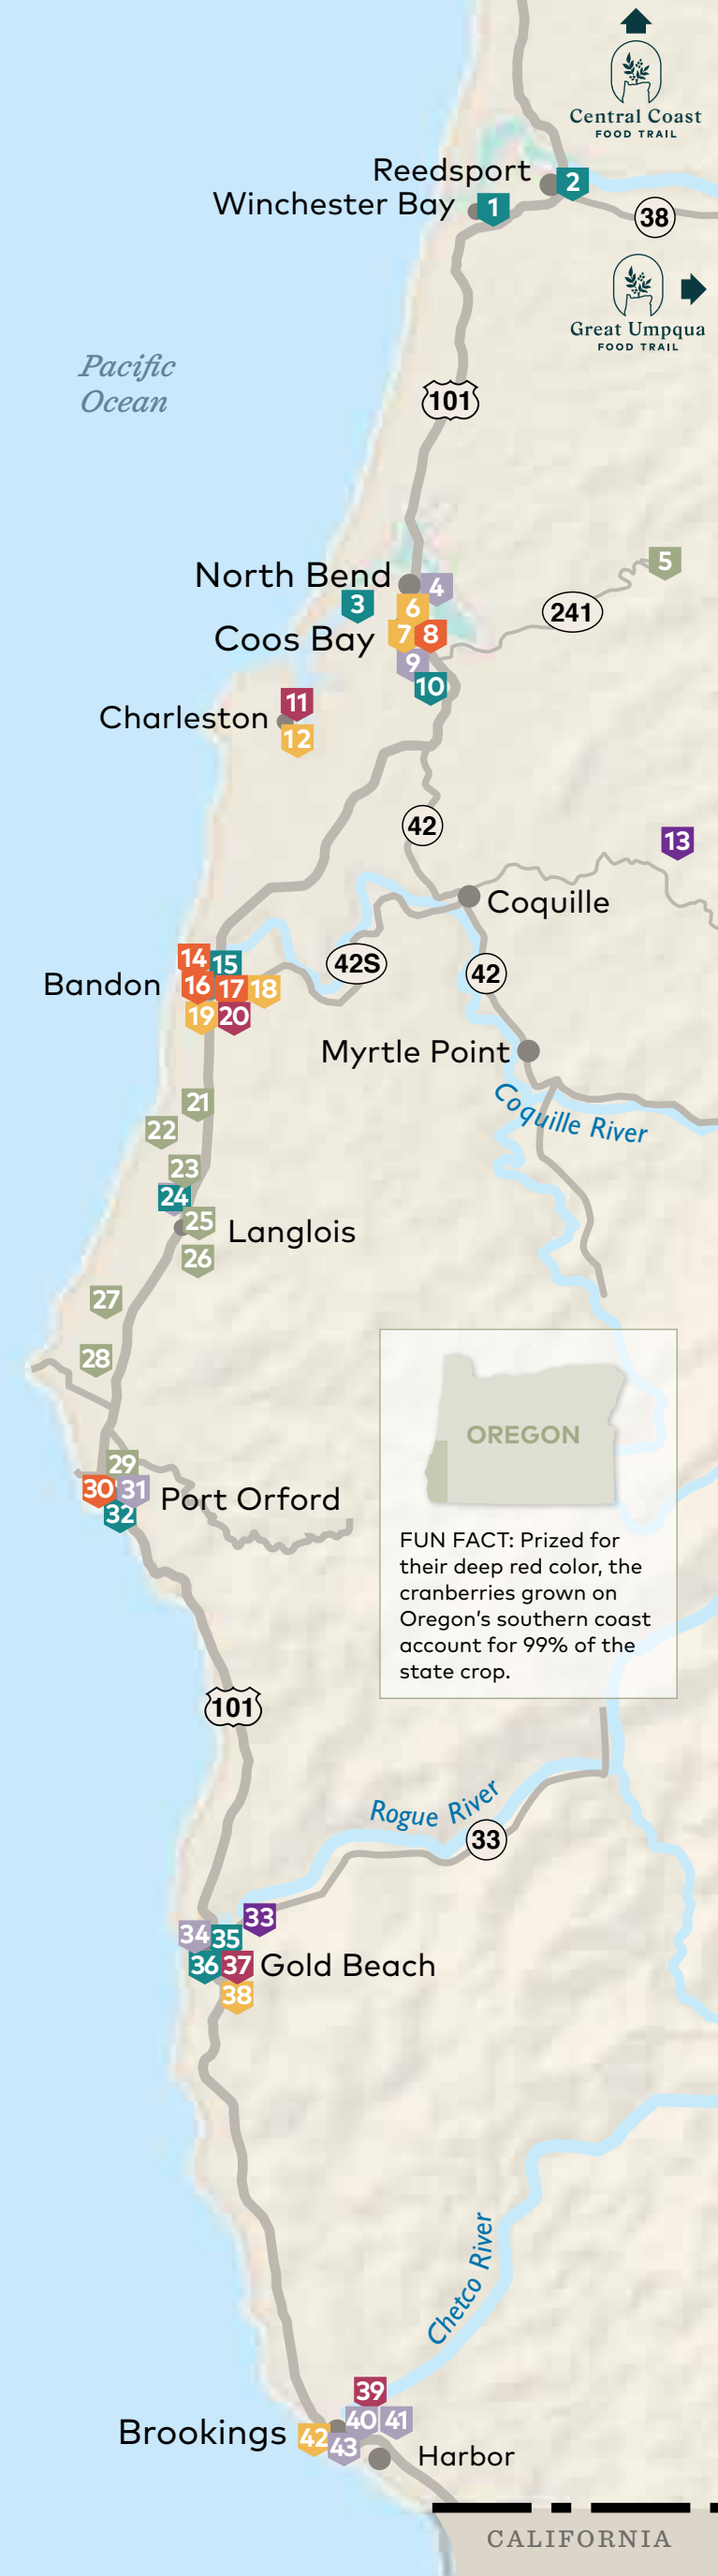 Central Coast
FOOD TRAIL
Reedsport
2
Winchester Bay
1
38
Great Umpqua
FOOD TRAIL
Pacific
Ocean
101
North Bend
4
5
3
6
241
Coos Bay
7
8
9
10
11
Charleston
12
42
13
Coquille
14
15
42S
42
Bandon
16
17
18
19
20
Myrtle Point
21
Coquille River
22
23
24
25
Langlois
26
27
28
OREGON
29
30
31
Port Orford
32
FUN FACT: Prized for
their deep red color, the
cranberries grown on
Oregon's southern coast
account for 99% of the
state crop.
101
Rogue River
33
33
34
35
36
37
Gold Beach
38
Chetco River
39
40
41
Brookings
42
43
Harbor
CALIFORNIA